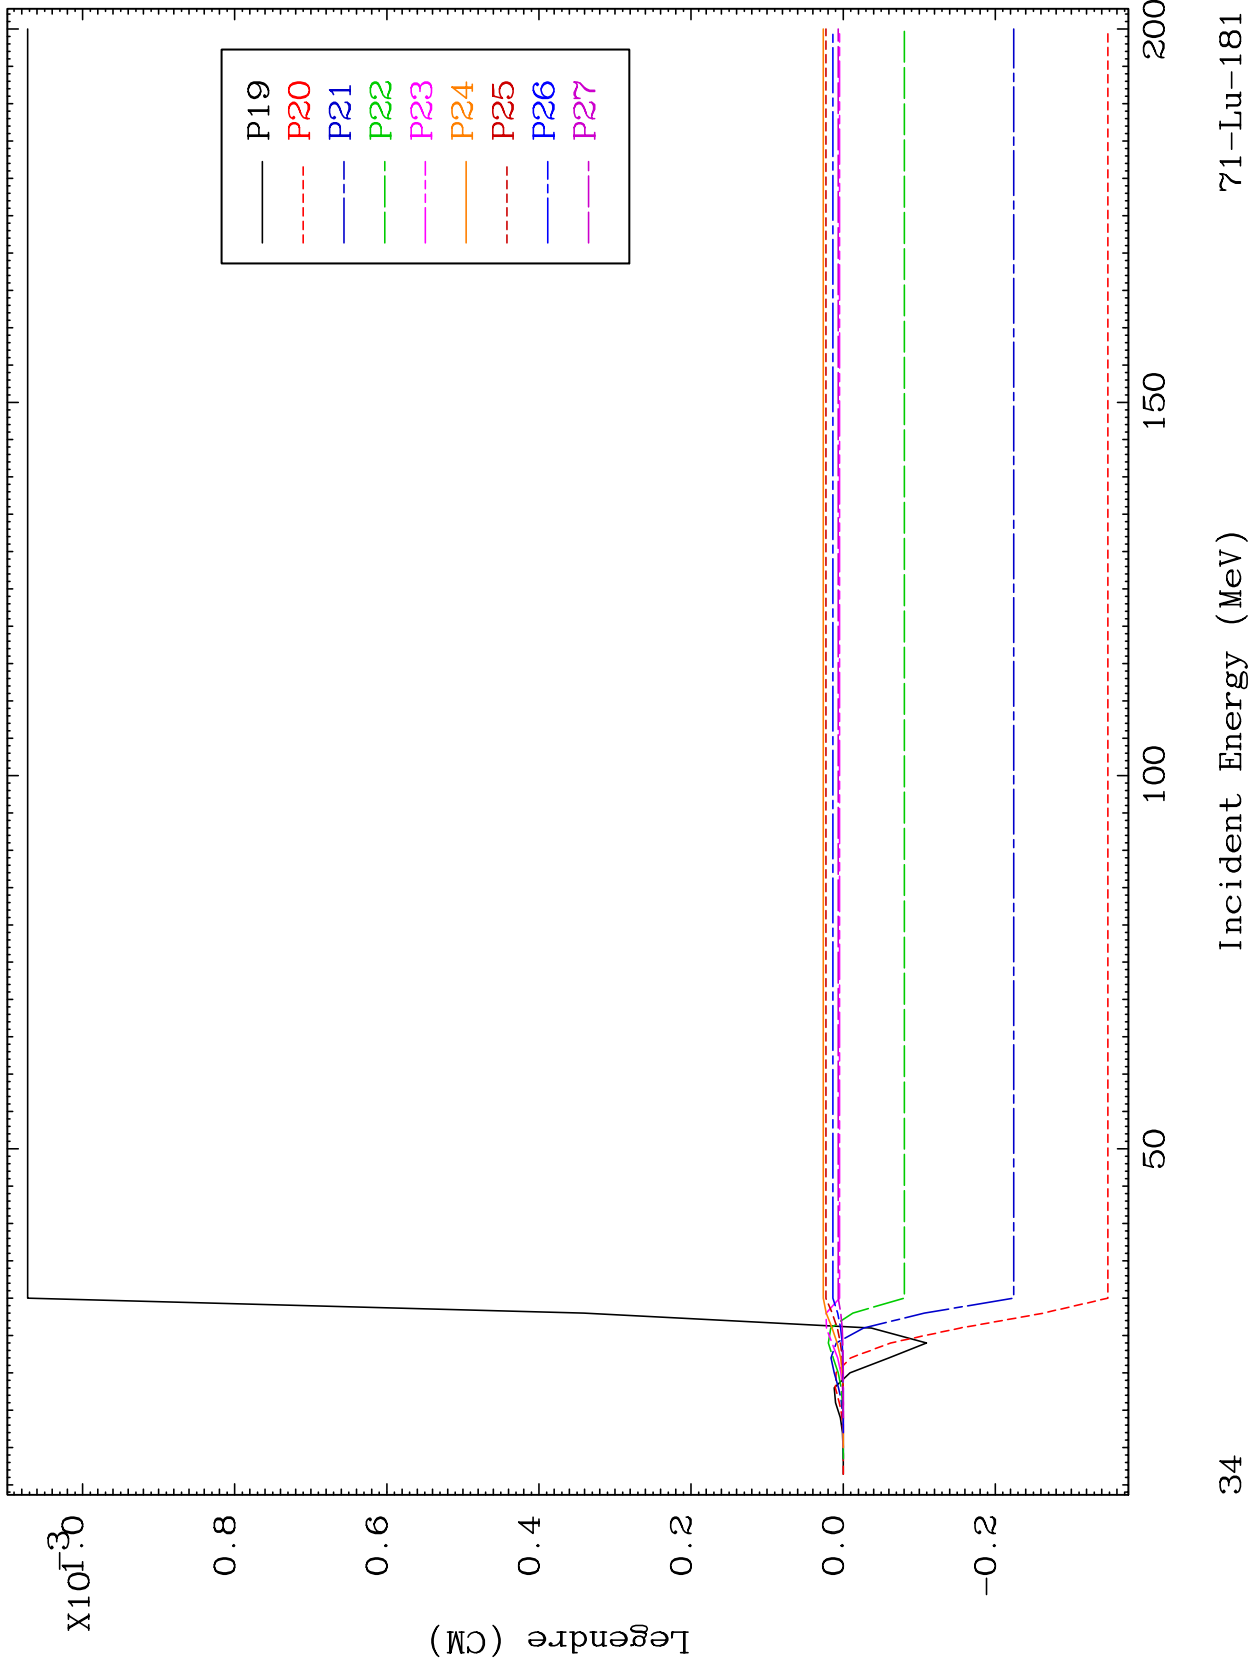 X10-3
1.0
0.8
0.6
0.4
0.2
0.0
-0.2
Legendre (CM)
P19
P20
P21
P22
P23
P24
P25
P26
P27
50
100
150
200
Incident Energy (MeV)
34
71-Lu-181